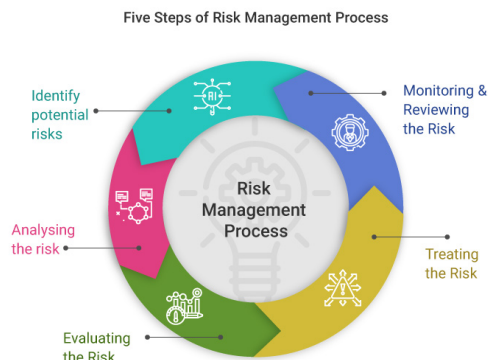 Five Steps of Risk Management Process
Identify
potential
risks
AI
Monitoring &
Reviewing
the Risk
Risk
Management
Process
Analysing
the risk
Treating
the Risk
Evaluating
the Risk